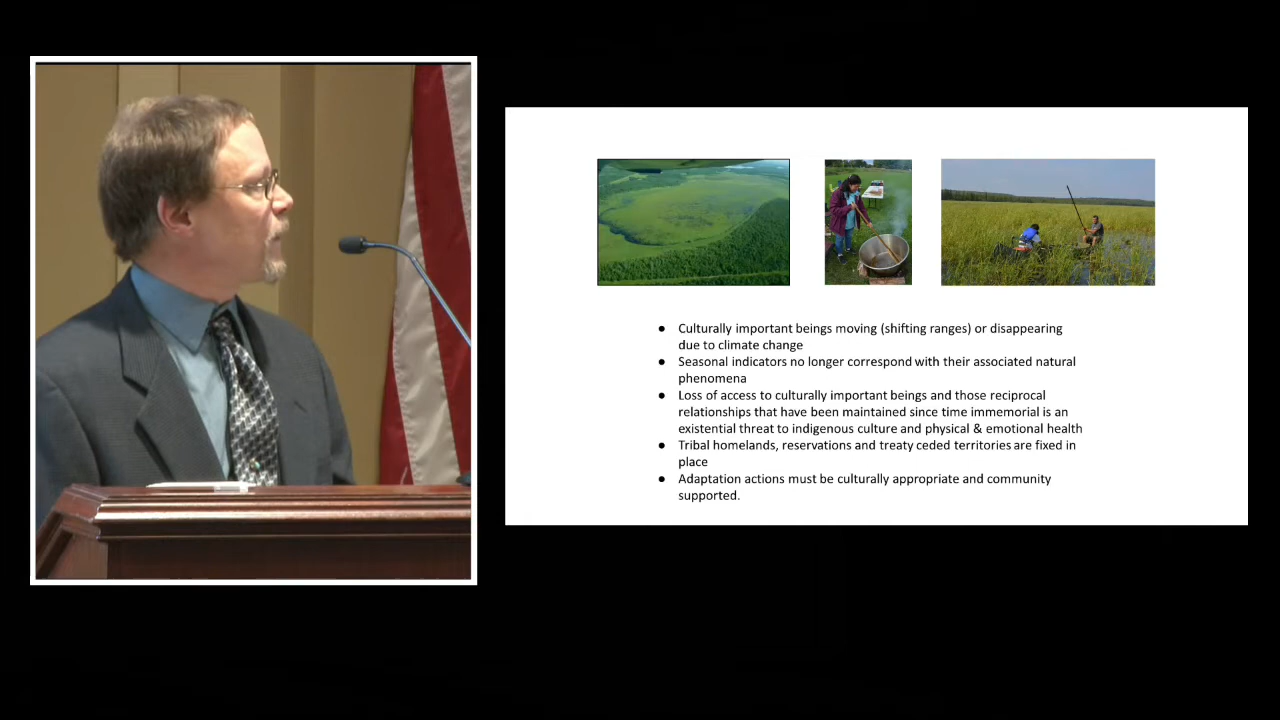 ● Culturally important beings moving (shifting ranges) or disappearing
due to climate change
● Seasonal indicators no longer correspond with their associated natural
phenomena
● Loss of access to culturally important beings and those reciprocal
relationships that have been maintained since time immemorial is an
existential threat to indigenous culture and physical & emotional health
● Tribal homelands, reservations and treaty ceded territories are fixed in
place
● Adaptation actions must be culturally appropriate and community
supported.